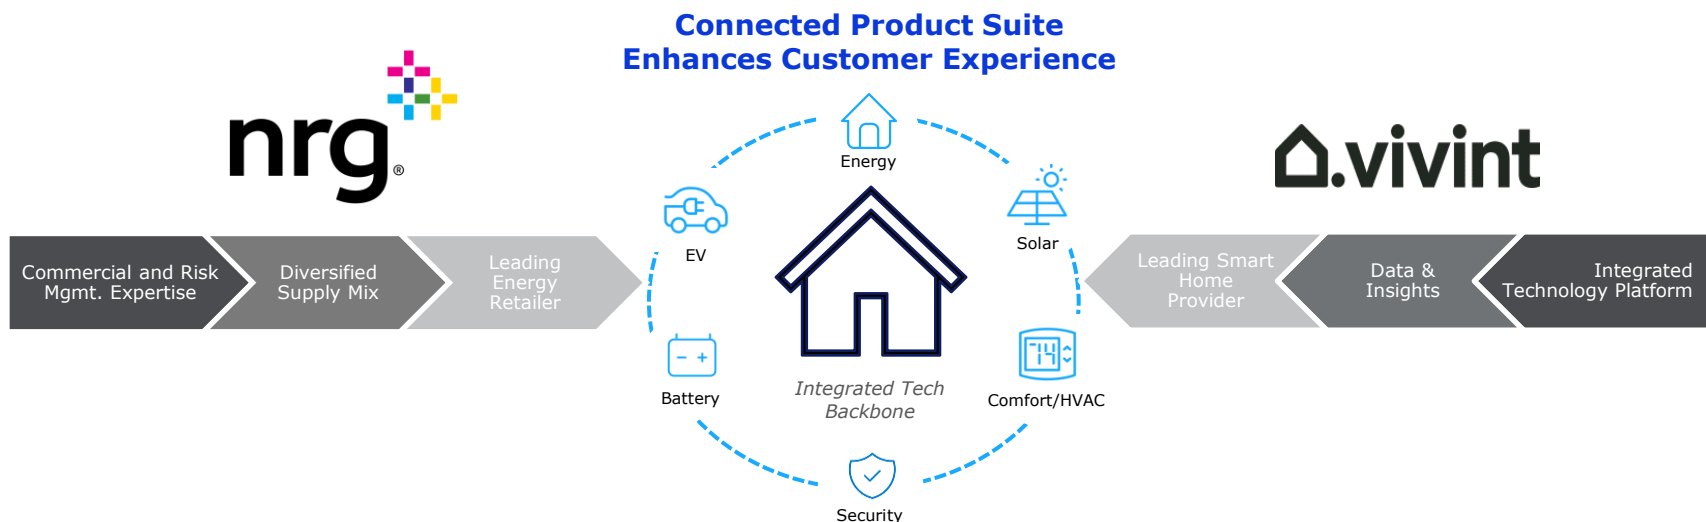 Connected Product Suite
Enhances Customer Experience
nrg®
.vivint
Energy
EV
Solar
Commercial and Risk
Mgmt. Expertise
Diversified
Supply Mix
Leading
Energy
Retailer
Leading Smart
Home
Provider
Data &
Insights
Integrated
Technology Platform
Battery
Integrated Tech
Backbone
74
Comfort/HVAC
Security